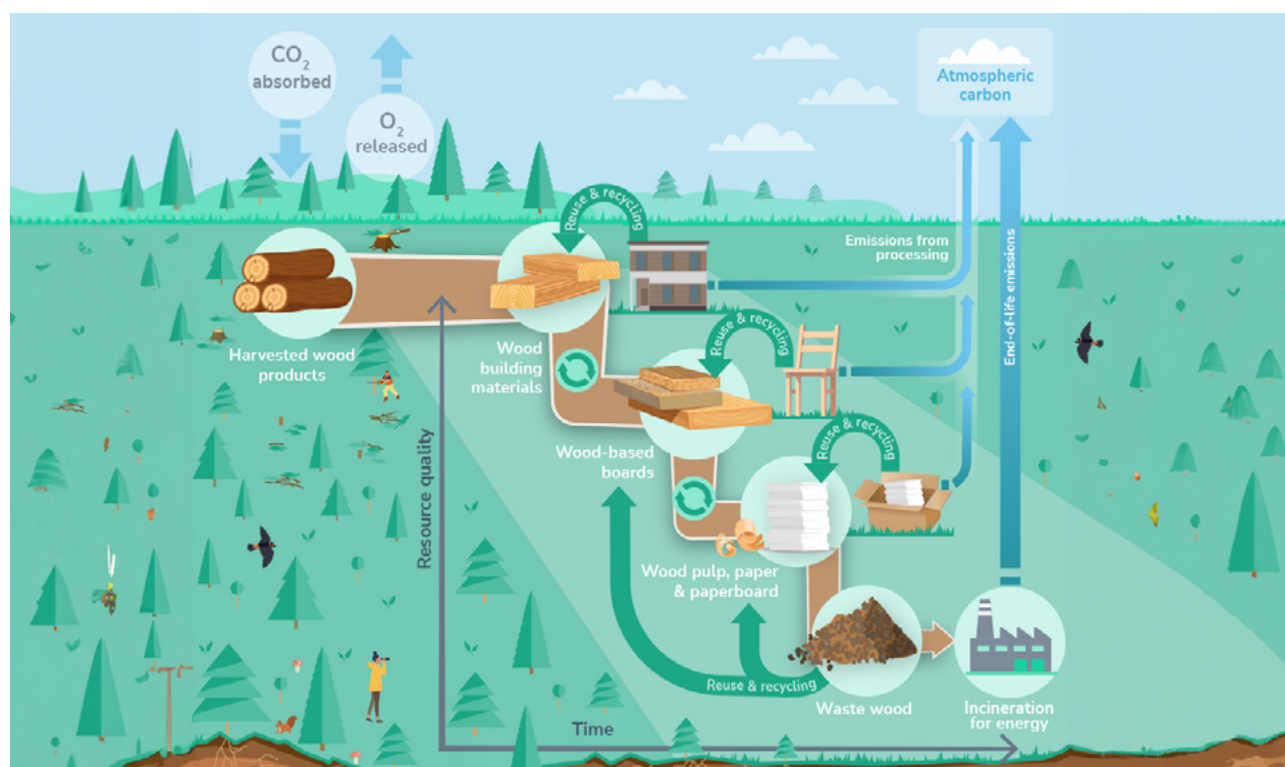 CO₂
absorbed
O₂
released
Atmospheric
carbon
Reuse & recycling
Emissions from
processing
End-of-life emissions
Harvested wood
products
Wood
building
materials
Reuse & recycling
Resource quality
Wood-based
boards
Reuse & recycling
Wood pulp, paper
& paperboard
Reuse & recycling
Waste wood
Incineration
for energy
Time